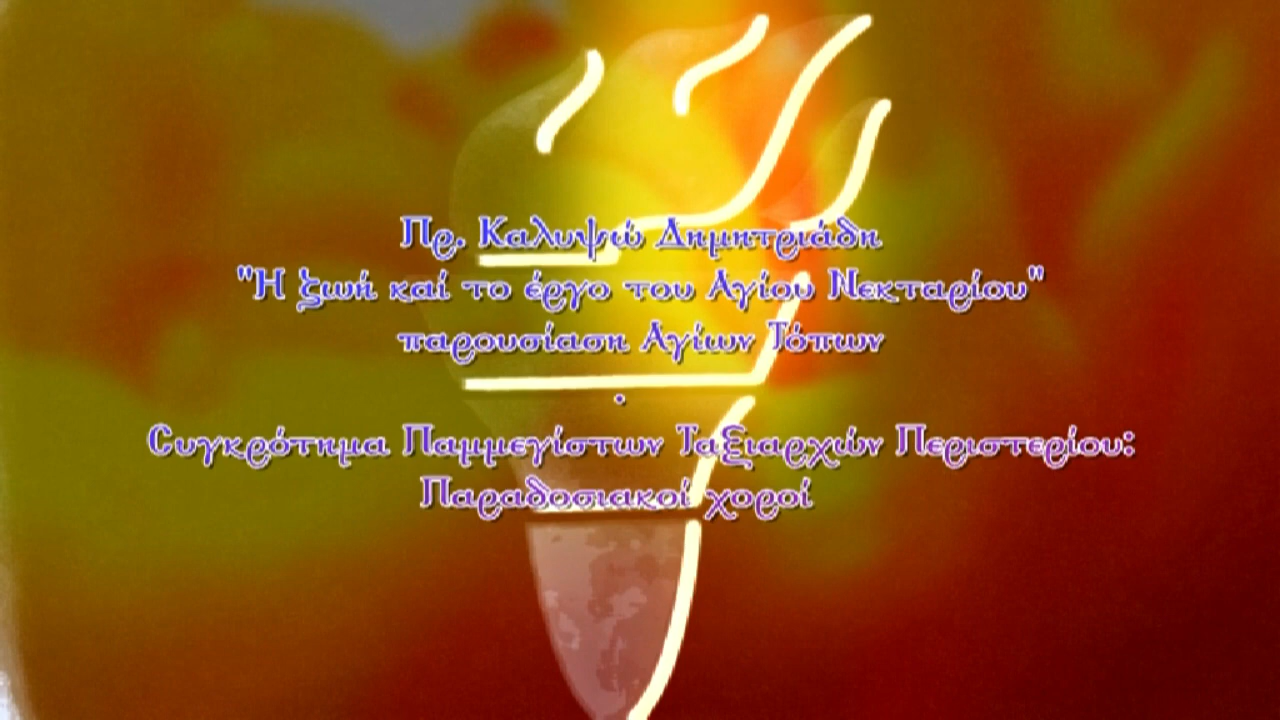 Πρ. Καλυψώ Δημητριάδη
"Η ζωή καί το έργο του Αγίου Νεκταρίου"
παρουσίαση Αγίων Τόπων
.
Συγκρότημα Παμμεγίστων Ταξιαρχών Περιστερίου:
Παραδοσιακοί χοροί